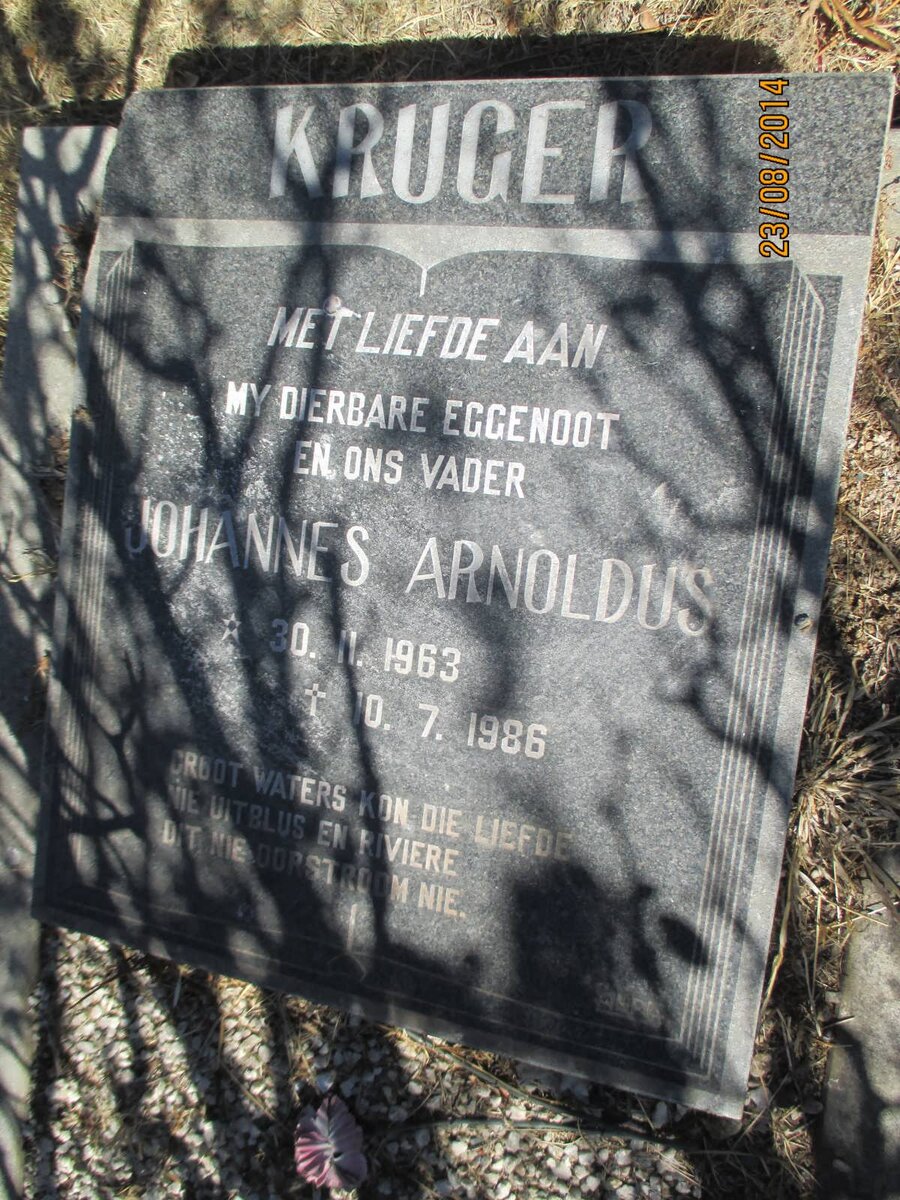 KRUGER
23/08/2014
MET LIEFDE AAN
MY DIERBARE EGGENOOT
EN ONS VADER
JOHANNES ARNOLDUS
* 30. 11. 1963
† 10. 7. 1986
GROOT WATERS KON DIE LIEFDE
NIE UITBLUS EN RIVIERE
DIT NIE OORSTROOM NIE.